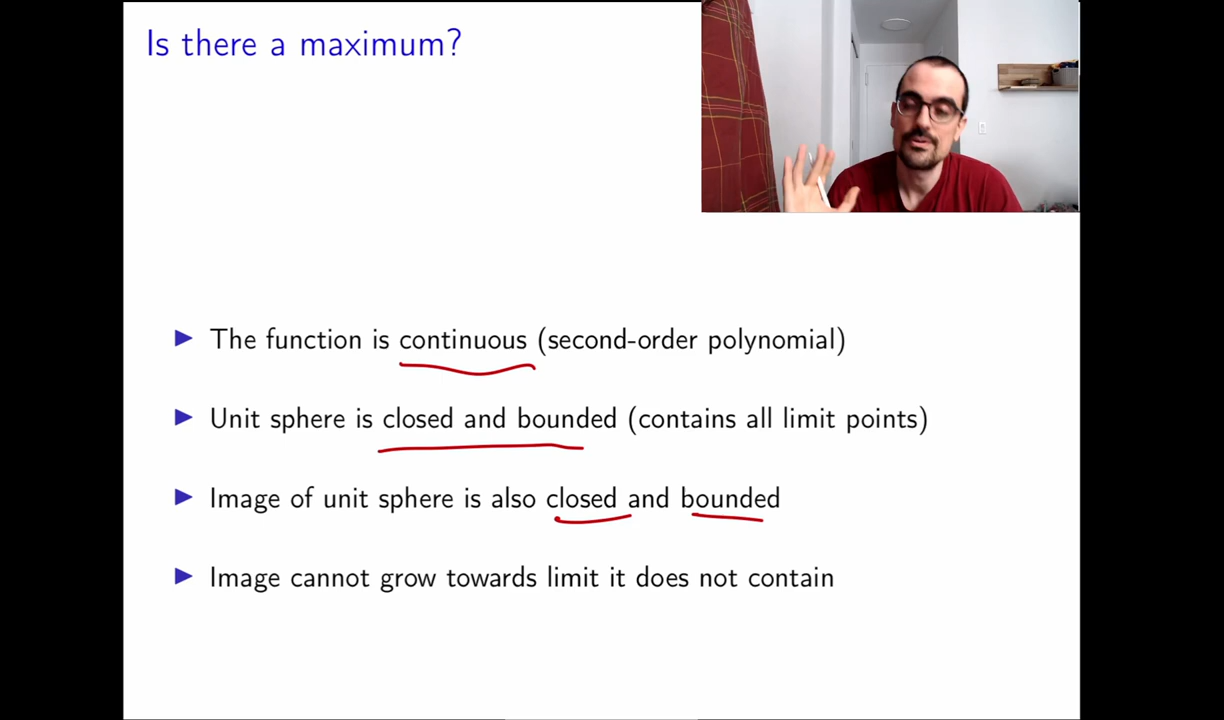 Is there a maximum?
▶ The function is continuous (second-order polynomial)
▶ Unit sphere is closed and bounded (contains all limit points)
▶ Image of unit sphere is also closed and bounded
▶ Image cannot grow towards limit it does not contain